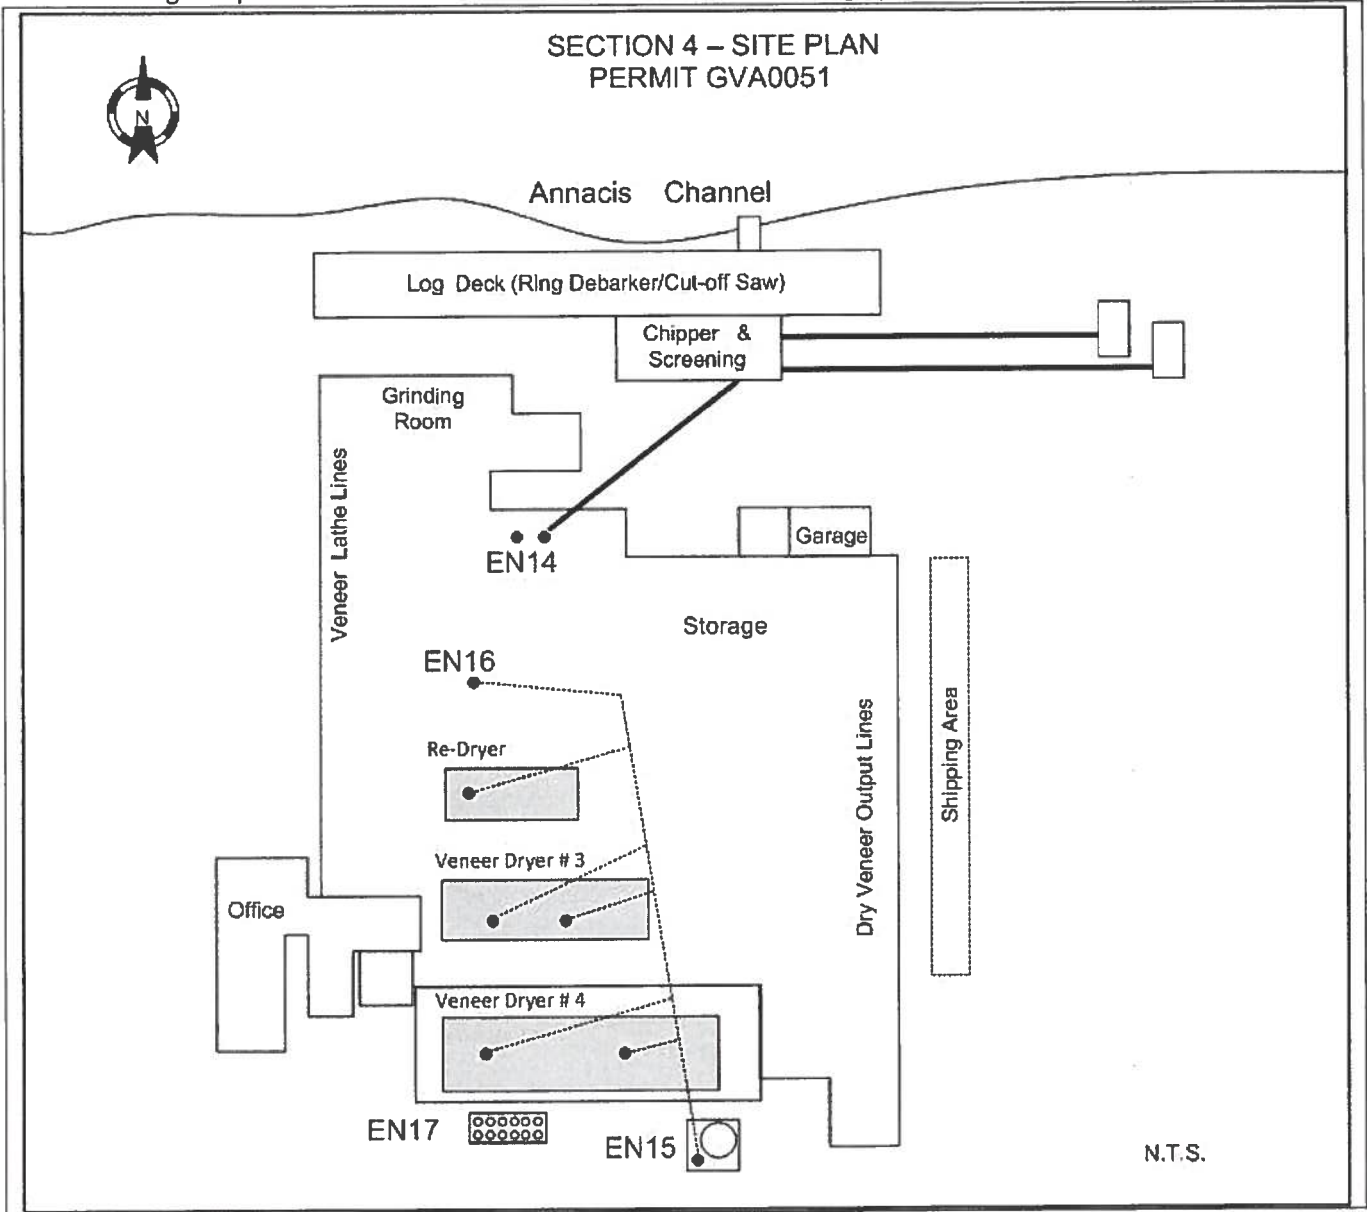 SECTION 4 – SITE PLAN
PERMIT GVA0051
N
Annacis Channel
Log Deck (Ring Debarker/Cut-off Saw)
Chipper &
Screening
Grinding
Room
Veneer Lathe Lines
EN14
Garage
Storage
EN16
Re-Dryer
Dry Veneer Output Lines
Shipping Area
Veneer Dryer # 3
Office
Veneer Dryer # 4
EN17
EN15
N.T.S.